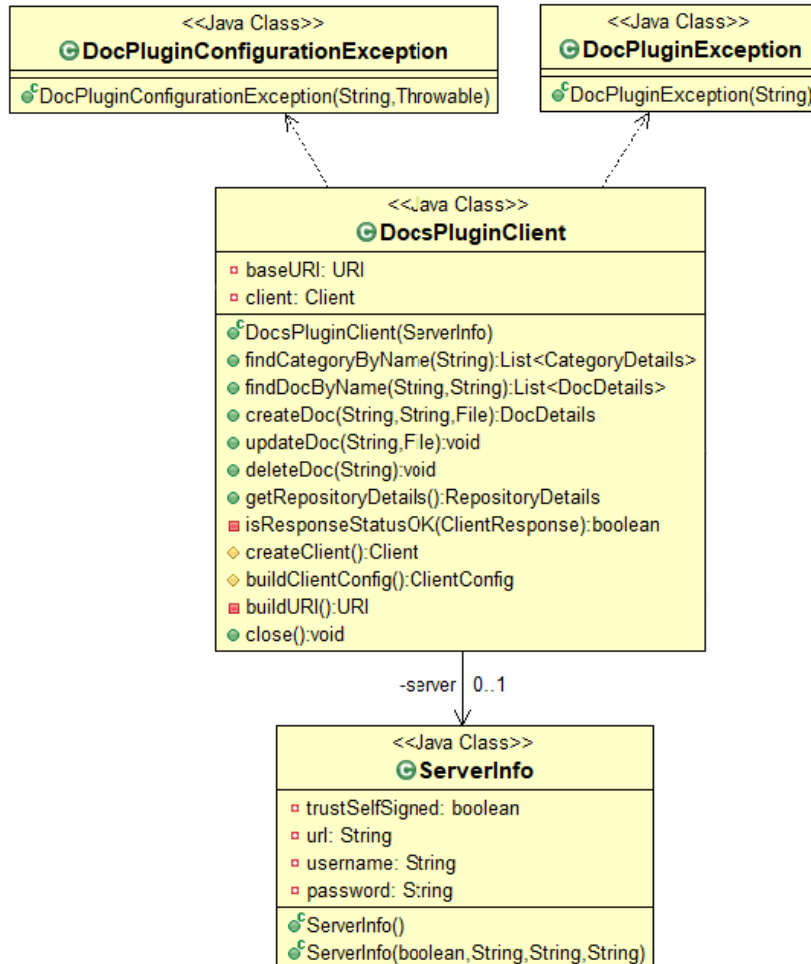 <<Java Class>>
DocPluginConfigurationException
DocPluginConfigurationException(String,Throwable)
<<Java Class>>
DocPluginException
DocPluginException(String)
<<Java Class>>
DocsPluginClient
baseURI: URI
client: Client
DocsPluginClient(ServerInfo)
findCategoryByName(String):List<CategoryDetails>
findDocByName(String,String):List<DocDetails>
createDoc(String,String,File):DocDetails
updateDoc(String,File):void
deleteDoc(String):void
getRepositoryDetails():RepositoryDetails
isResponseStatusOK(ClientResponse):boolean
createClient():Client
buildClientConfig():ClientConfig
buildURI():URI
close():void
-server 0..1
<<Java Class>>
ServerInfo
trustSelfSigned: boolean
url: String
username: String
password: String
ServerInfo()
ServerInfo(boolean,String,String,String)